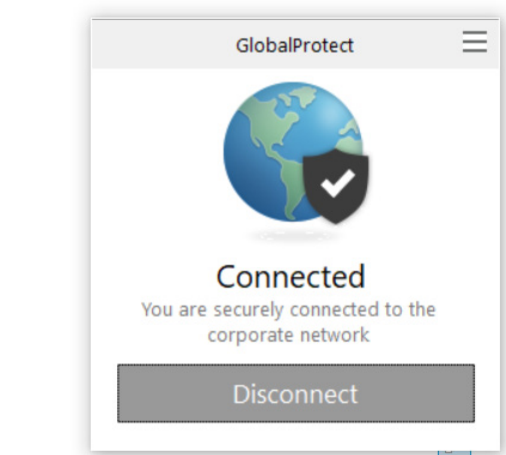 GlobalProtect
Connected
You are securely connected to the
corporate network
Disconnect